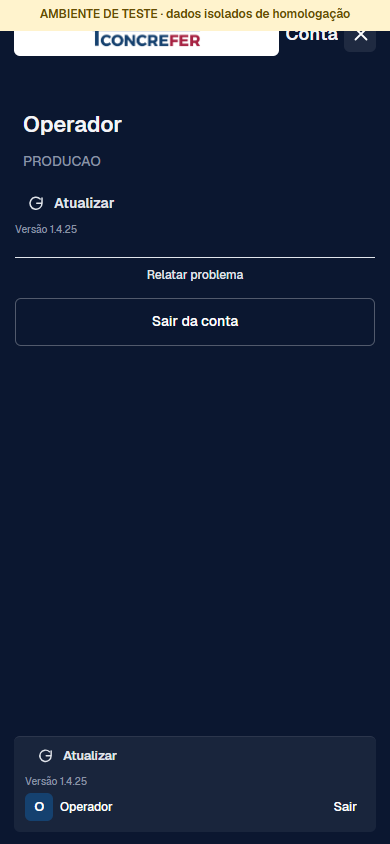 AMBIENTE DE TESTE · dados isolados de homologação
CONCREFER
Conta
Operador
PRODUCAO
Atualizar
Versão 1.4.25
Relatar problema
Sair da conta
Atualizar
Versão 1.4.25
O
Operador
Sair